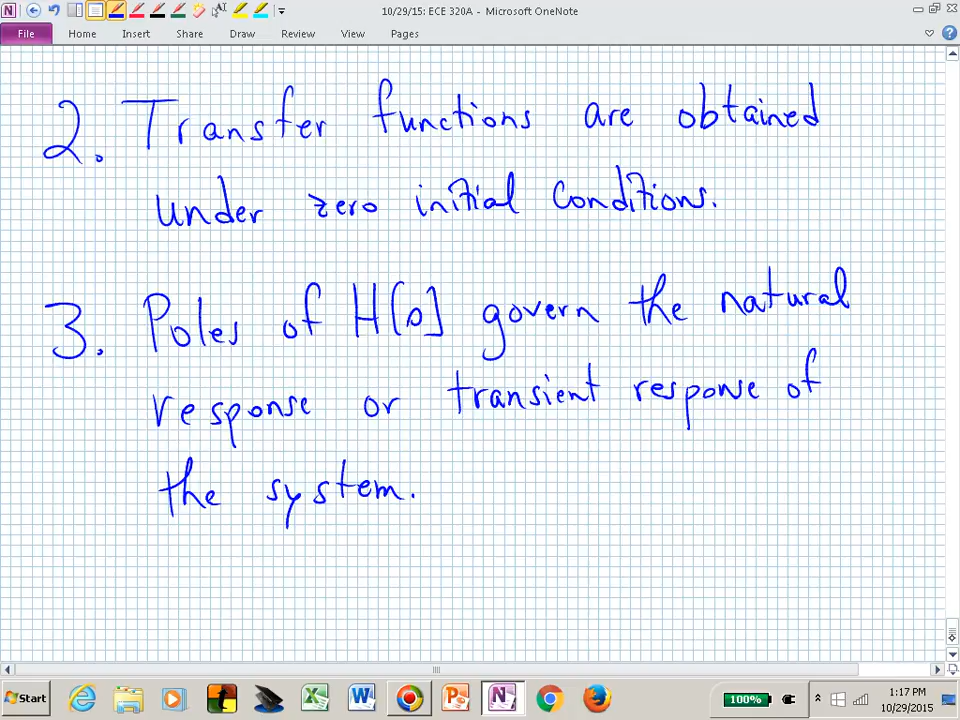 10/29/15: ECE 320A - Microsoft OneNote
File Home Insert Share Draw Review View Pages
2. Transfer functions are obtained
under zero initial conditions.
3. Poles of H(s) govern the natural
response or transient response of
the system.
Start
100%
1:17 PM
10/29/2015